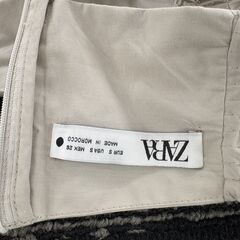 ZARA
EUR S USA S MEX 26
MADE IN MOROCCO